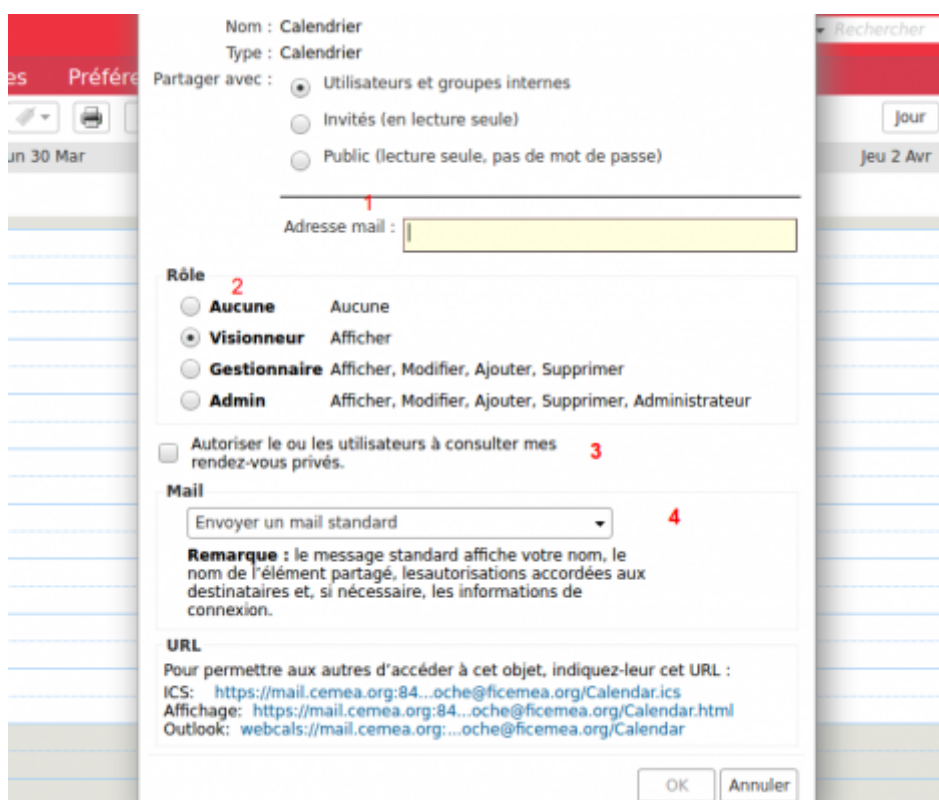 Nom : Calendrier
Rechercher
Type : Calendrier
es Préfére
Partager avec : Utilisateurs et groupes internes
Invités (en lecture seule)
Jour
Public (lecture seule, pas de mot de passe)
un 30 Mar
Jeu 2 Avr
1
Adresse mail :
Rôle
2
Aucune Aucune
Visionneur Afficher
Gestionnaire Afficher, Modifier, Ajouter, Supprimer
Admin Afficher, Modifier, Ajouter, Supprimer, Administrateur
Autoriser le ou les utilisateurs à consulter mes
rendez-vous privés.
3
Mail
Envoyer un mail standard
4
Remarque : le message standard affiche votre nom, le
nom de l'élément partagé, lesautorisations accordées aux
destinataires et, si nécessaire, les informations de
connexion.
URL
Pour permettre aux autres d'accéder à cet objet, indiquez-leur cet URL :
ICS: https://mail.cemea.org:84...oche@ficemea.org/Calendar.ics
Affichage: https://mail.cemea.org:84...oche@ficemea.org/Calendar.html
Outlook: webcals://mail.cemea.org:...oche@ficemea.org/Calendar
OK Annuler